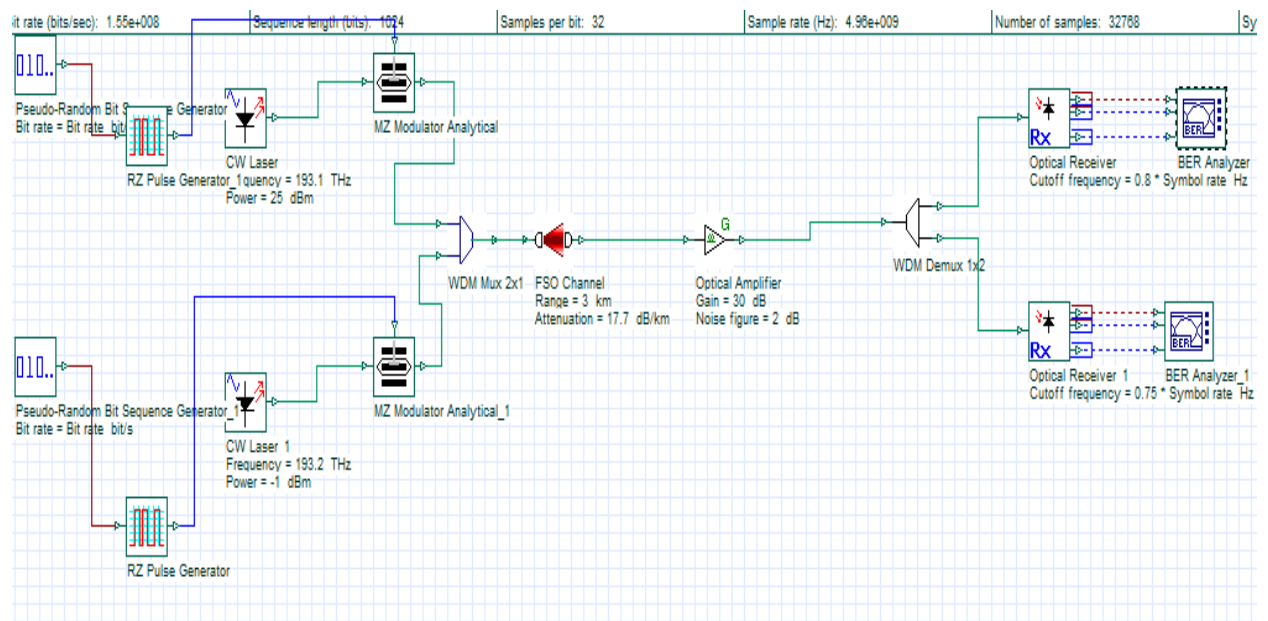 it rate (bits/sec): 1.55e+008 Sequence length (bits): 1024 Samples per bit: 32 Sample rate (Hz): 4.96e+009 Number of samples: 32768 Sy
010..
Pseudo-Random Bit Sequence Generator
Bit rate = Bit rate bit/
RZ Pulse Generator_1
CW Laser
quency = 193.1 THz
Power = 25 dBm
MZ Modulator Analytical
Rx
BER
Optical Receiver
Cutoff frequency = 0.8 * Symbol rate Hz
BER Analyzer
WDM Mux 2x1
FSO Channel
Range = 3 km
Attenuation = 17.7 dB/km
G
Optical Amplifier
Gain = 30 dB
Noise figure = 2 dB
WDM Demux 1x2
010..
Pseudo-Random Bit Sequence Generator_1
Bit rate = Bit rate bit/s
CW Laser 1
Frequency = 193.2 THz
Power = -1 dBm
MZ Modulator Analytical_1
Rx
BER
Optical Receiver 1
Cutoff frequency = 0.75 * Symbol rate Hz
BER Analyzer_1
RZ Pulse Generator